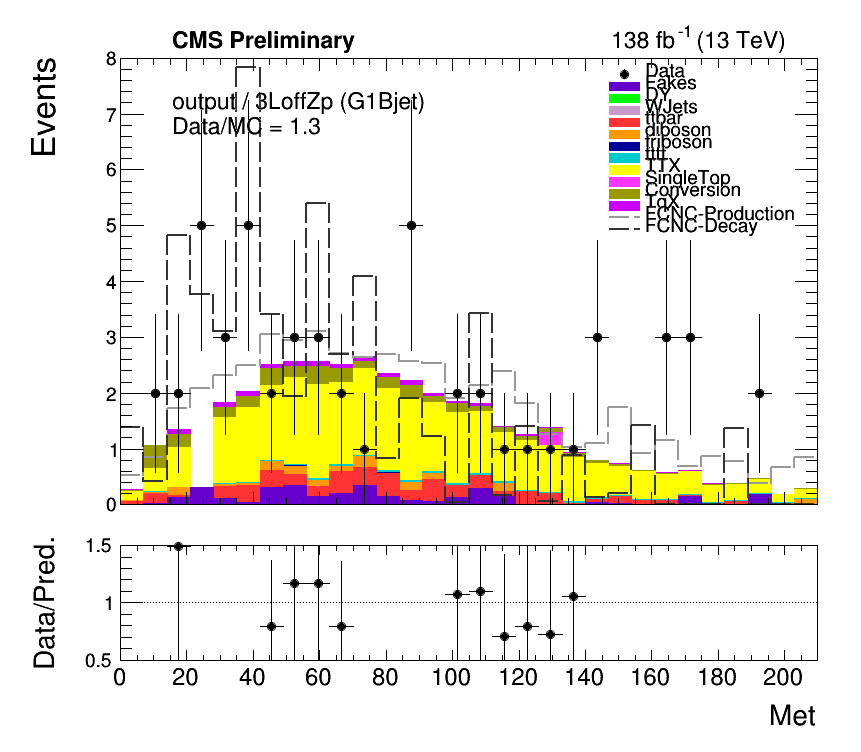 CMS Preliminary 138 fb-1 (13 TeV)
Events
output / 3LoffZp (G1Bjet)
Data/MC = 1.3
Data
Fakes
DY
WJets
ttbar
diboson
triboson
tttt
TTX
SingleTop
Conversion
TqX
FCNC-Production
FCNC-Decay
8
7
6
5
4
3
2
1
0
Data/Pred.
1.5
1
0.5
0 20 40 60 80 100 120 140 160 180 200
Met